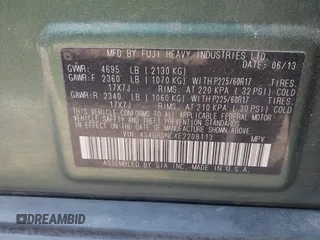 MFD BY FUJI HEAVY INDUSTRIES LTD. 06/13
GVWR: 4695 LB (2130 KG)
GAWR: F 2360 LB (1070 KG) WITH P225/60R17 TIRES,
17X7J RIMS, AT 220 KPA (32 PSI) COLD
GAWR: R 2340 LB (1060 KG) WITH P225/60R17 TIRES,
17X7J RIMS, AT 210 KPA (30 PSI) COLD
THIS VEHICLE CONFORMS TO ALL APPLICABLE FEDERAL MOTOR
VEHICLE SAFETY AND THEFT PREVENTION STANDARDS IN EFFECT
ON THE DATE OF MANUFACTURE SHOWN ABOVE.
VIN: MPV
ASSEMBLED BY SIA INC. MADE IN U.S.A.
DREAMBID